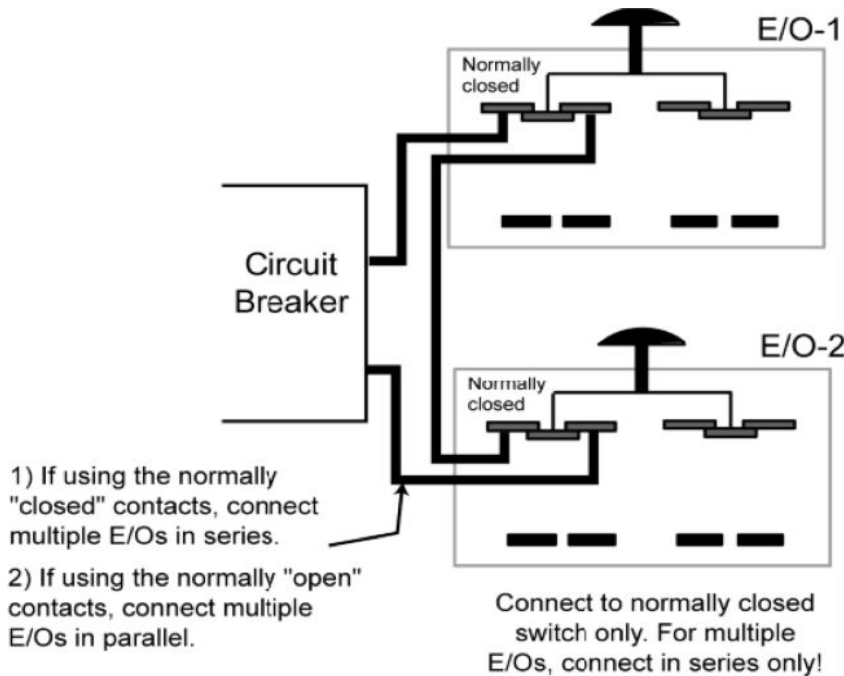 E/O-1
Normally
closed
Circuit
Breaker
E/O-2
Normally
closed
1) If using the normally
"closed" contacts, connect
multiple E/Os in series.
2) If using the normally "open"
contacts, connect multiple
E/Os in parallel.
Connect to normally closed
switch only. For multiple
E/Os, connect in series only!